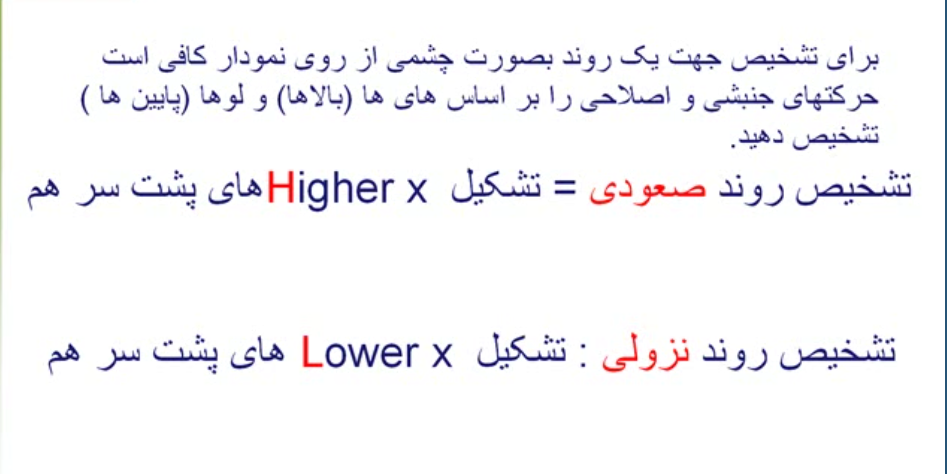 برای تشخیص جهت یک روند بصورت چشمی از روی نمودار کافی است
حرکتهای جنبشی و اصلاحی را بر اساس های ها (بالاها) و لوها (پایین ها )
تشخیص دهید.
تشخیص روند صعودی = تشکیل Higher x های پشت سر هم
تشخیص روند نزولی : تشکیل Lower x های پشت سر هم